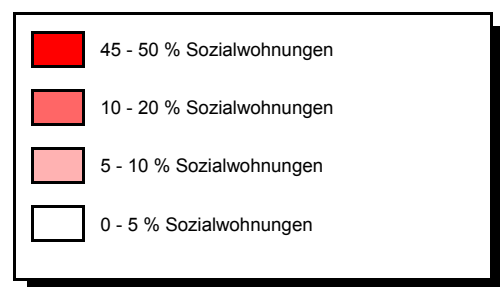 45 - 50 % Sozialwohnungen
10 - 20 % Sozialwohnungen
5 - 10 % Sozialwohnungen
0 - 5 % Sozialwohnungen